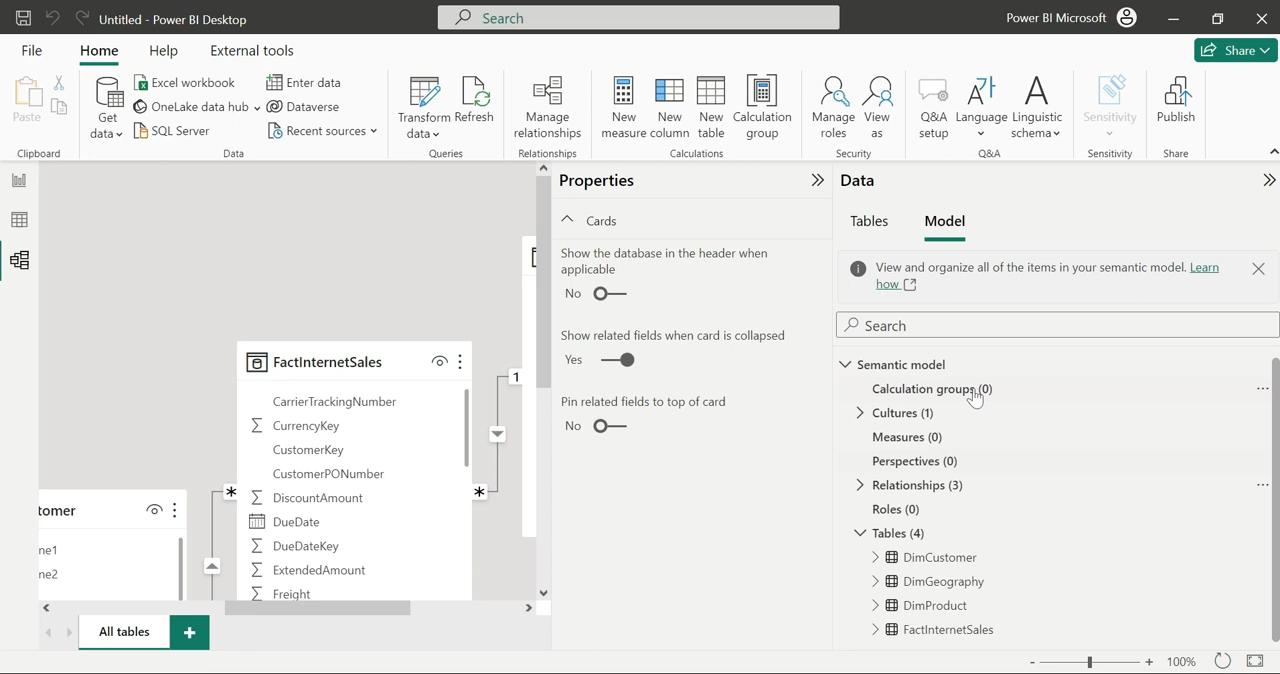 Untitled - Power BI Desktop
Search
Power BI Microsoft
File
Home
Help
External tools
Share
Paste
Clipboard
Get data
Excel workbook
OneLake data hub
SQL Server
Enter data
Dataverse
Recent sources
Data
Transform data
Refresh
Queries
Manage relationships
Relationships
New measure
New column
New table
Calculation group
Calculations
Manage roles
View as
Security
Q&A setup
Language
Linguistic schema
Q&A
Sensitivity
Sensitivity
Publish
Share
FactInternetSales
CarrierTrackingNumber
Σ CurrencyKey
CustomerKey
CustomerPONumber
Σ DiscountAmount
DueDate
Σ DueDateKey
Σ ExtendedAmount
Σ Freight
1
*
*
tomer
ne1
ne2
All tables
+
Properties
Cards
Show the database in the header when
applicable
No
Show related fields when card is collapsed
Yes
Pin related fields to top of card
No
Data
Tables
Model
View and organize all of the items in your semantic model. Learn
how
Search
Semantic model
Calculation groups (0)
Cultures (1)
Measures (0)
Perspectives (0)
Relationships (3)
Roles (0)
Tables (4)
DimCustomer
DimGeography
DimProduct
FactInternetSales
- + 100%